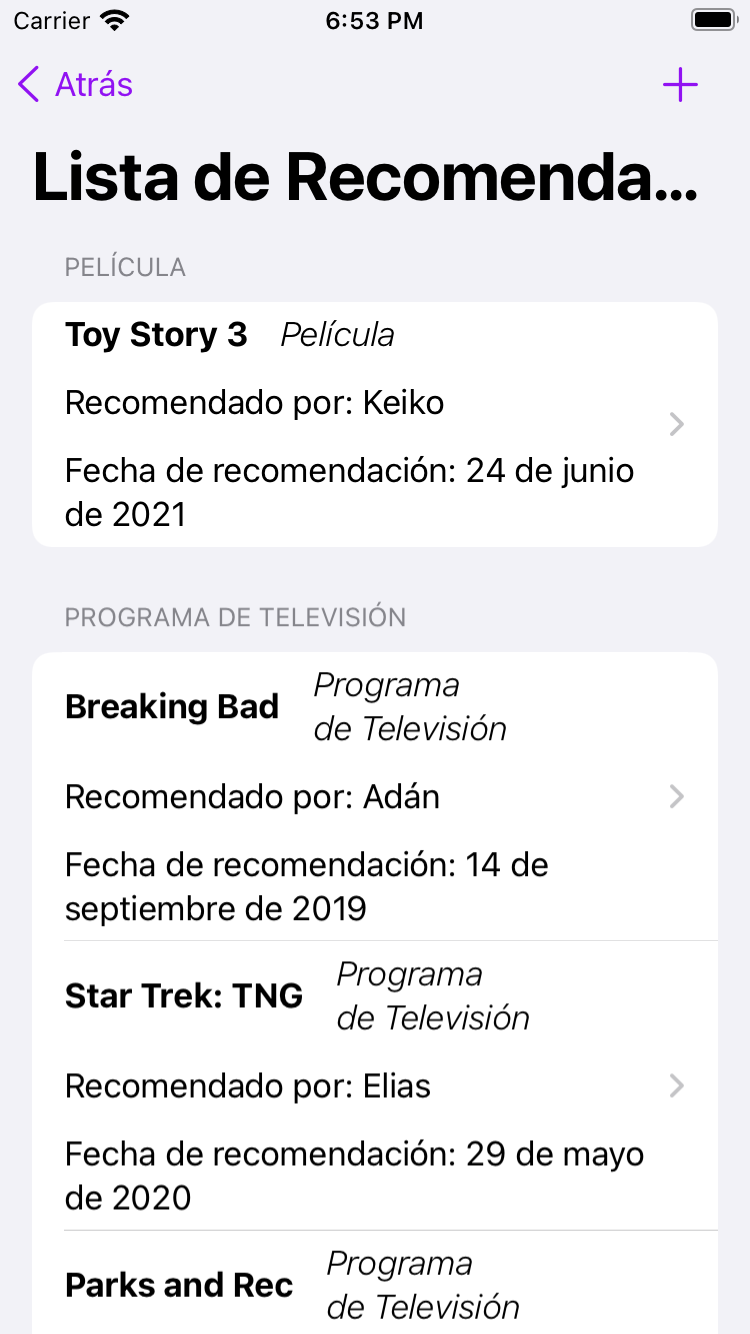 Carrier 6:53 PM
Atrás
Lista de Recomenda...
PELÍCULA
Toy Story 3 Película
Recomendado por: Keiko
Fecha de recomendación: 24 de junio
de 2021
PROGRAMA DE TELEVISIÓN
Breaking Bad Programa
de Televisión
Recomendado por: Adán
Fecha de recomendación: 14 de
septiembre de 2019
Star Trek: TNG Programa
de Televisión
Recomendado por: Elias
Fecha de recomendación: 29 de mayo
de 2020
Parks and Rec Programa
de Televisión